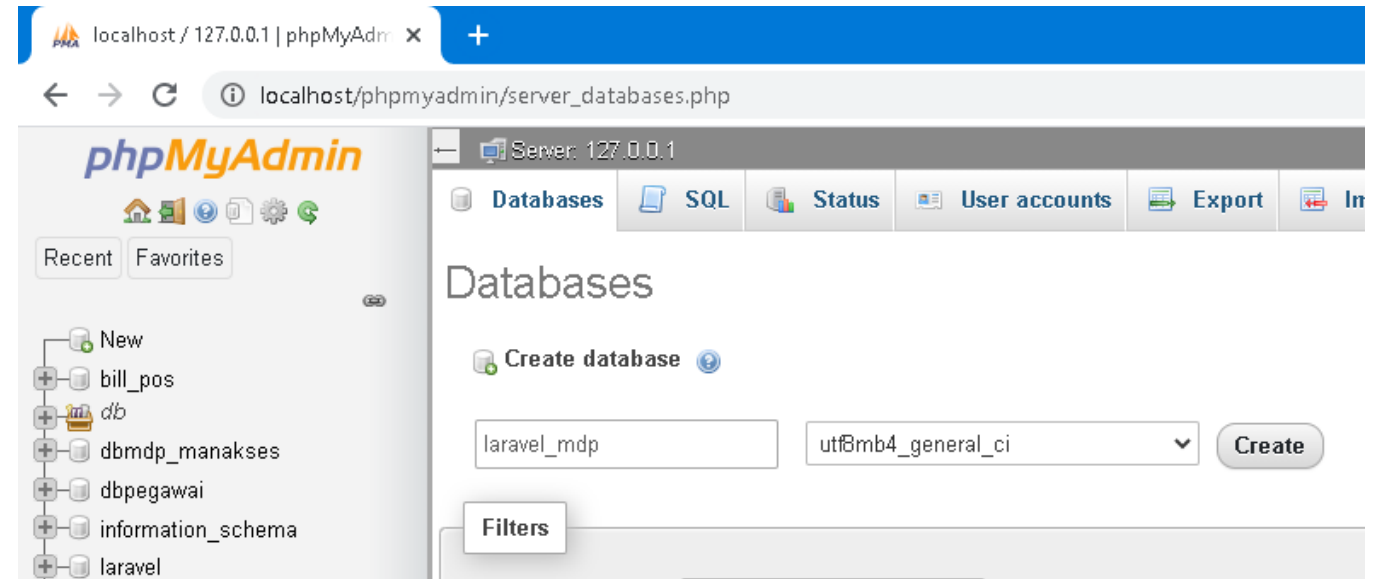 localhost / 127.0.0.1 | phpMyAdm
localhost/phpmyadmin/server_databases.php
phpMyAdmin
Recent
Favorites
New
bill_pos
db
dbmdp_manakses
dbpegawai
information_schema
laravel
Server: 127.0.0.1
Databases SQL Status User accounts Export Im
Databases
Create database
laravel_mdp utf8mb4_general_ci Create
Filters